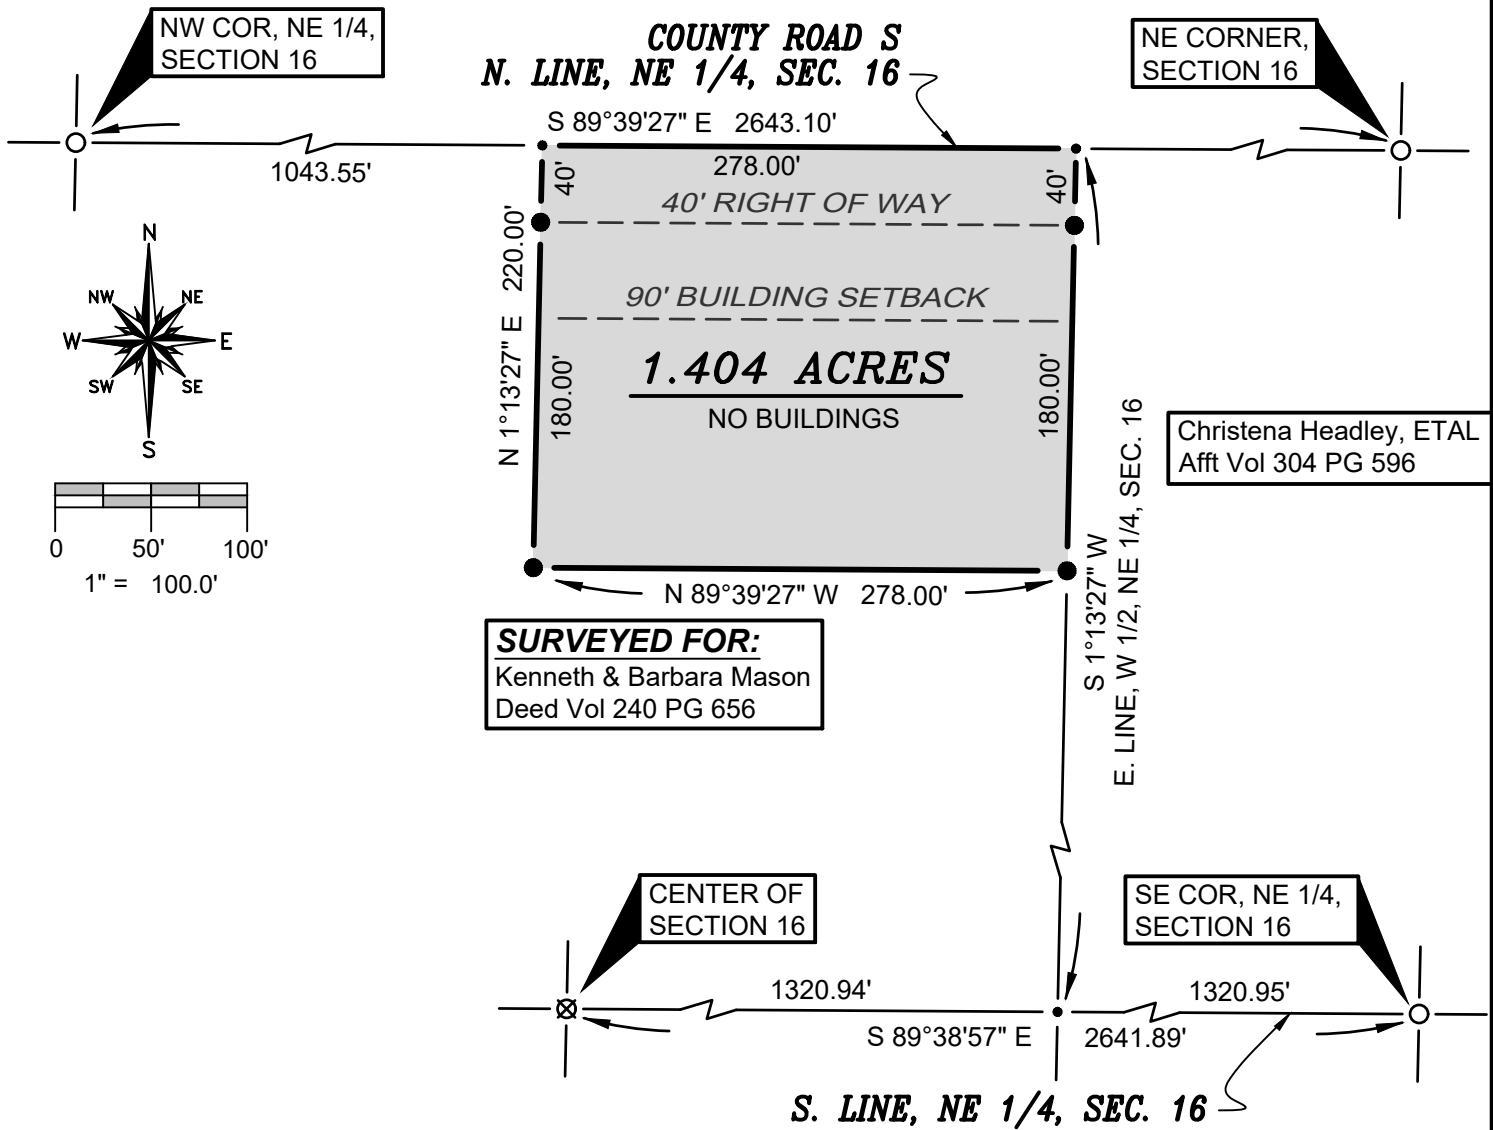 NW COR, NE 1/4,
SECTION 16
COUNTY ROAD S
N. LINE, NE 1/4, SEC. 16
NE CORNER,
SECTION 16
S 89°39'27" E 2643.10'
1043.55'
278.00'
40'
40'
40' RIGHT OF WAY
N 1°13'27" E 220.00'
90' BUILDING SETBACK
180.00'
1.404 ACRES
NO BUILDINGS
180.00'
N
NW
NE
W
E
SW
SE
S
0 50' 100'
1" = 100.0'
Christena Headley, ETAL
Afft Vol 304 PG 596
S 1°13'27" W
E. LINE, W 1/2, NE 1/4, SEC. 16
N 89°39'27" W 278.00'
SURVEYED FOR:
Kenneth & Barbara Mason
Deed Vol 240 PG 656
CENTER OF
SECTION 16
SE COR, NE 1/4,
SECTION 16
1320.94'
1320.95'
S 89°38'57" E 2641.89'
S. LINE, NE 1/4, SEC. 16